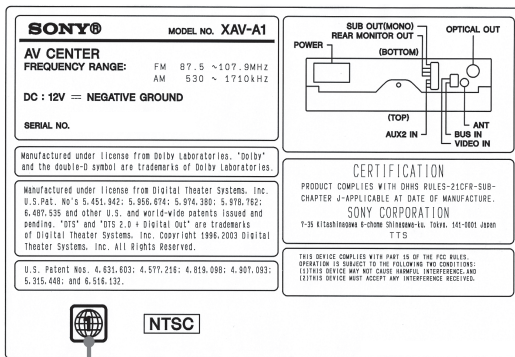 SONY® MODEL NO. XAV-A1
AV CENTER
FREQUENCY RANGE: FM 87.5 ~107.9MHz
AM 530 ~ 1710kHz
DC : 12V ⎓ NEGATIVE GROUND
SERIAL NO.
Manufactured under license from Dolby Laboratories. "Dolby"
and the double-D symbol are trademarks of Dolby Laboratories.
Manufactured under license from Digital Theater Systems, Inc.
U.S.Pat. No's 5.451.942; 5.956.674; 5.974.380; 5.978.762;
6.487.535 and other U.S. and world-wide patents issued and
pending. "DTS" and "DTS 2.0 + Digital Out" are trademarks
of Digital Theater Systems, Inc. Copyright 1996,2003 Digital
Theater Systems, Inc. All Rights Reserved.
U.S. Patent Nos. 4.631.603; 4.577.216; 4.819.098; 4.907.093;
5.315.448; and 6.516.132.
1
NTSC
SUB OUT(MONO)
REAR MONITOR OUT
OPTICAL OUT
POWER
(BOTTOM)
(TOP)
AUX2 IN
ANT
BUS IN
VIDEO IN
CERTIFICATION
PRODUCT COMPLIES WITH DHHS RULES-21CFR-SUB-
CHAPTER J-APPLICABLE AT DATE OF MANUFACTURE.
SONY CORPORATION
7-35 Kitashinagawa 6-chome Shinagawa-ku, Tokyo, 141-0001 Japan
TTS
THIS DEVICE COMPLIES WITH PART 15 OF THE FCC RULES.
OPERATION IS SUBJECT TO THE FOLLOWING TWO CONDITIONS:
(1)THIS DEVICE MAY NOT CAUSE HARMFUL INTERFERENCE,AND
(2)THIS DEVICE MUST ACCEPT ANY INTERFERENCE RECEIVED.